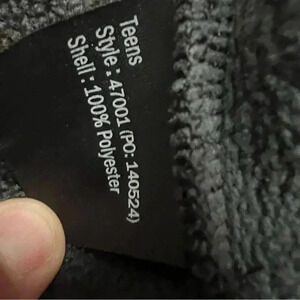 Teens
Style : 47001 (PO: 140524)
Shell : 100% Polyester